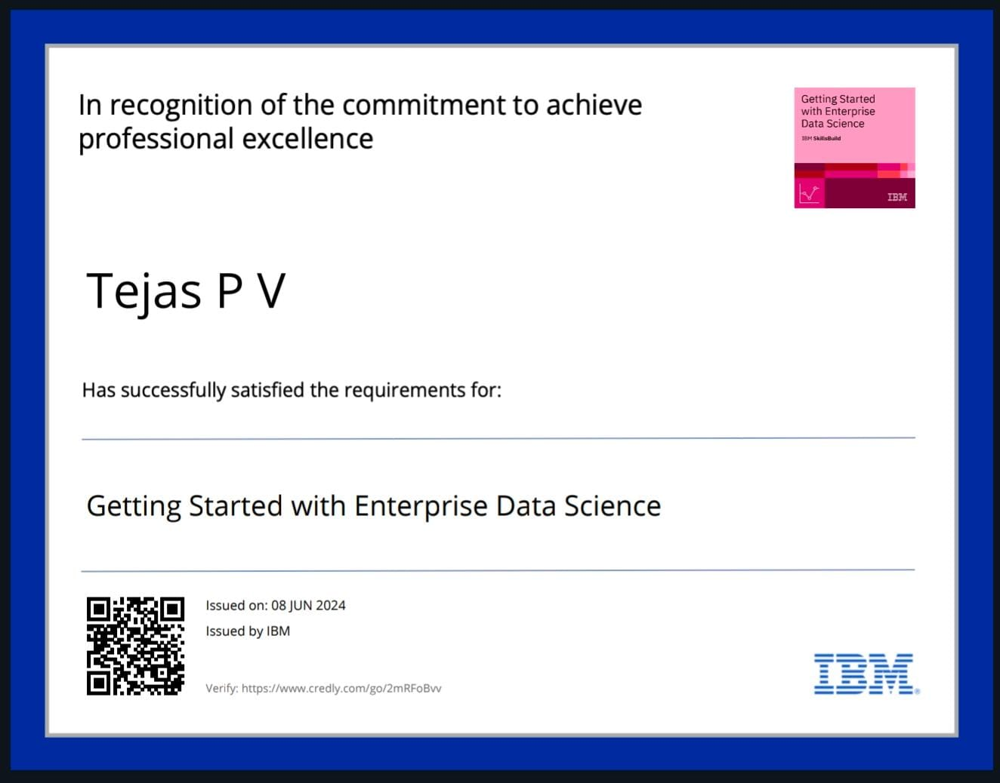 In recognition of the commitment to achieve
professional excellence
Getting Started
with Enterprise
Data Science
IBM SkillsBuild
IBM
Tejas P V
Has successfully satisfied the requirements for:
Getting Started with Enterprise Data Science
Issued on: 08 JUN 2024
Issued by IBM
Verify: https://www.credly.com/go/2mRFoBvv
IBM®